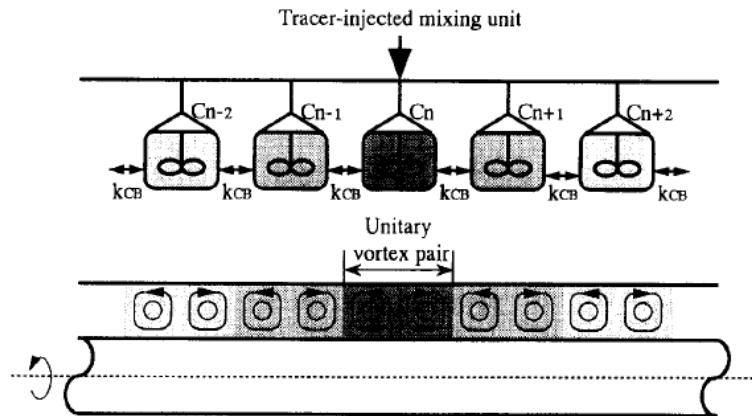 Tracer-injected mixing unit
Cn-2 Cn-1 Cn Cn+1 Cn+2
kCB kCB kCB kCB kCB kCB
Unitary
vortex pair